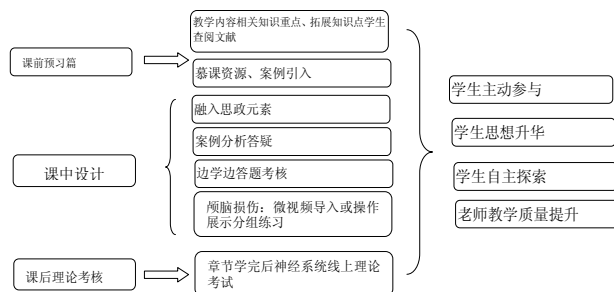 课前预习篇
教学内容相关知识重点、拓展知识点学生
查阅文献
慕课资源、案例引入
课中设计
融入思政元素
案例分析答疑
边学边答题考核
颅脑损伤：微视频导入或操作
展示分组练习
课后理论考核
章节学完后神经系统线上理论
考试
学生主动参与
学生思想升华
学生自主探索
老师教学质量提升